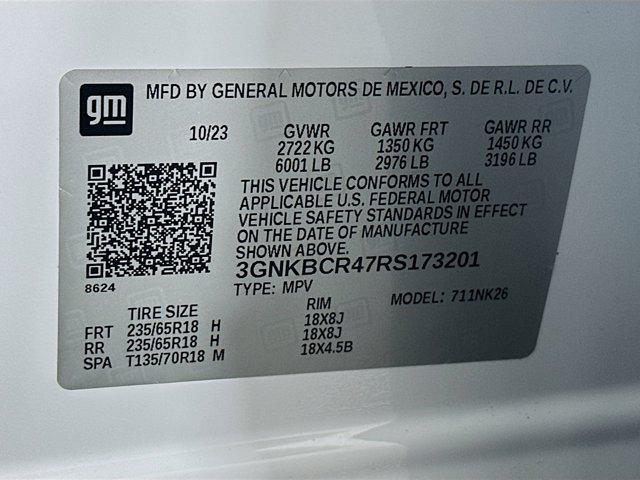 gm
MFD BY GENERAL MOTORS DE MEXICO, S. DE R.L. DE C.V.
10/23 GVWR GAWR FRT GAWR RR
2722 KG 1350 KG 1450 KG
6001 LB 2976 LB 3196 LB
THIS VEHICLE CONFORMS TO ALL
APPLICABLE U.S. FEDERAL MOTOR
VEHICLE SAFETY STANDARDS IN EFFECT
ON THE DATE OF MANUFACTURE
SHOWN ABOVE.
3GNKBCR47RS173201
8624
TYPE: MPV MODEL: 711NK26
TIRE SIZE RIM
FRT 235/65R18 H 18X8J
RR 235/65R18 H 18X8J
SPA T135/70R18 M 18X4.5B